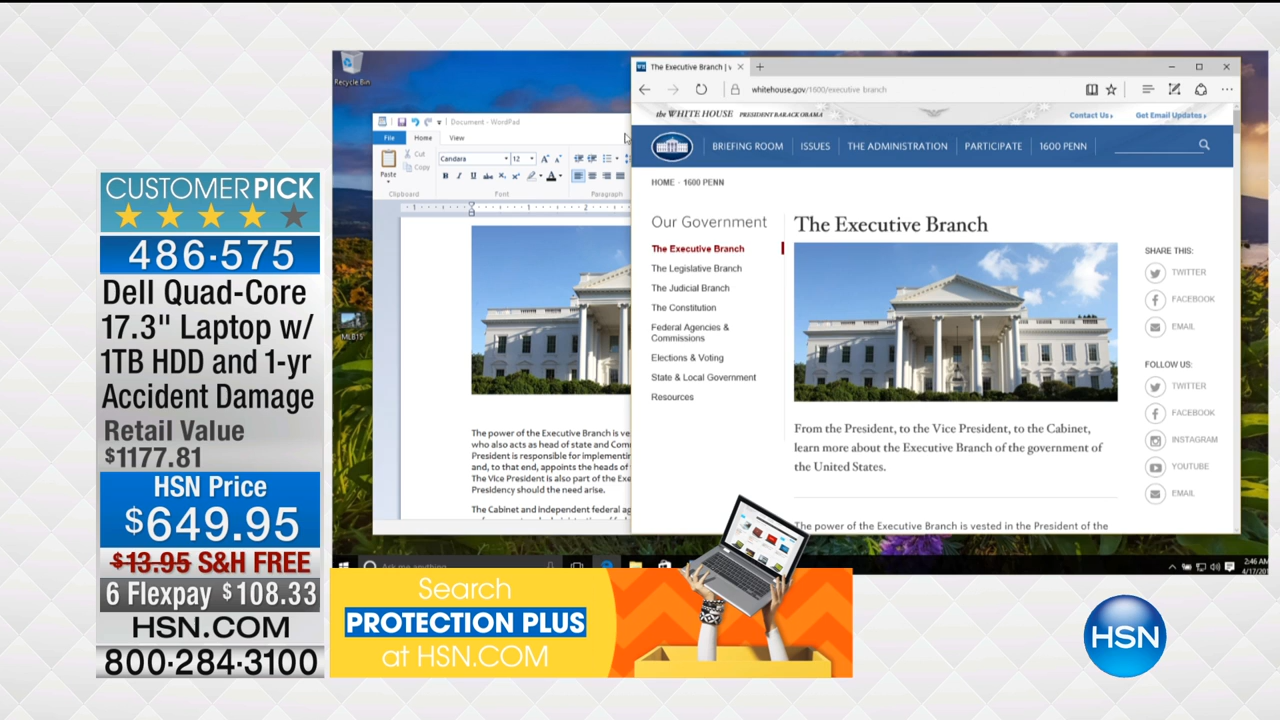 CUSTOMER PICK
486-575
Dell Quad-Core
17.3" Laptop w/
1TB HDD and 1-yr
Accident Damage
Retail Value
$1177.81
HSN Price
$649.95
$13.95 S&H FREE
6 Flexpay $108.33
HSN.COM
800-284-3100
Recycle Bin
Document - WordPad
File Home View
Paste
Cut
Copy
Clipboard
Candara 12
Font
Paragraph
The power of the Executive Branch is ve
who also acts as head of state and Com
President is responsible for implementin
and, to that end, appoints the heads of
The Vice President is also part of the Exe
Presidency should the need arise.
The Cabinet and independent federal ag
The Executive Branch | w
whitehouse.gov/1600/executive branch
the WHITE HOUSE PRESIDENT BARACK OBAMA
Contact Us
Get Email Updates
BRIEFING ROOM ISSUES THE ADMINISTRATION PARTICIPATE 1600 PENN
HOME · 1600 PENN
Our Government
The Executive Branch
The Legislative Branch
The Judicial Branch
The Constitution
Federal Agencies &
Commissions
Elections & Voting
State & Local Government
Resources
The Executive Branch
From the President, to the Vice President, to the Cabinet,
learn more about the Executive Branch of the government of
the United States.
The power of the Executive Branch is vested in the President of the
SHARE THIS:
TWITTER
FACEBOOK
EMAIL
FOLLOW US:
TWITTER
FACEBOOK
INSTAGRAM
YOUTUBE
EMAIL
Ask me anything
2:46 AM
Search
PROTECTION PLUS
at HSN.COM
HSN